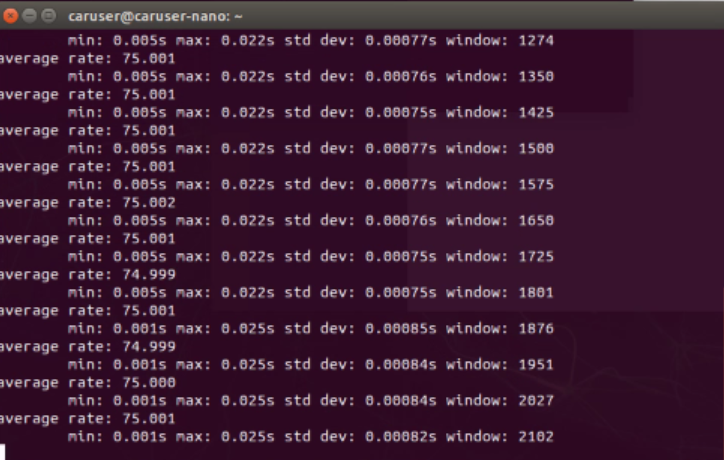 caruser@caruser-nano: ~
min: 0.005s max: 0.022s std dev: 0.00077s window: 1274
average rate: 75.001
min: 0.005s max: 0.022s std dev: 0.00076s window: 1350
average rate: 75.001
min: 0.005s max: 0.022s std dev: 0.00075s window: 1425
average rate: 75.001
min: 0.005s max: 0.022s std dev: 0.00077s window: 1500
average rate: 75.001
min: 0.005s max: 0.022s std dev: 0.00077s window: 1575
average rate: 75.002
min: 0.005s max: 0.022s std dev: 0.00076s window: 1650
average rate: 75.001
min: 0.005s max: 0.022s std dev: 0.00075s window: 1725
average rate: 74.999
min: 0.005s max: 0.022s std dev: 0.00075s window: 1801
average rate: 75.001
min: 0.001s max: 0.025s std dev: 0.00085s window: 1876
average rate: 74.999
min: 0.001s max: 0.025s std dev: 0.00084s window: 1951
average rate: 75.000
min: 0.001s max: 0.025s std dev: 0.00084s window: 2027
average rate: 75.001
min: 0.001s max: 0.025s std dev: 0.00082s window: 2102